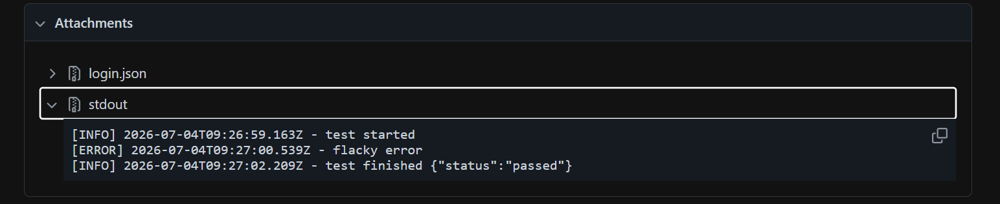 Attachments
login.json
stdout
[INFO] 2026-07-04T09:26:59.163Z - test started
[ERROR] 2026-07-04T09:27:00.539Z - flacky error
[INFO] 2026-07-04T09:27:02.209Z - test finished {"status":"passed"}